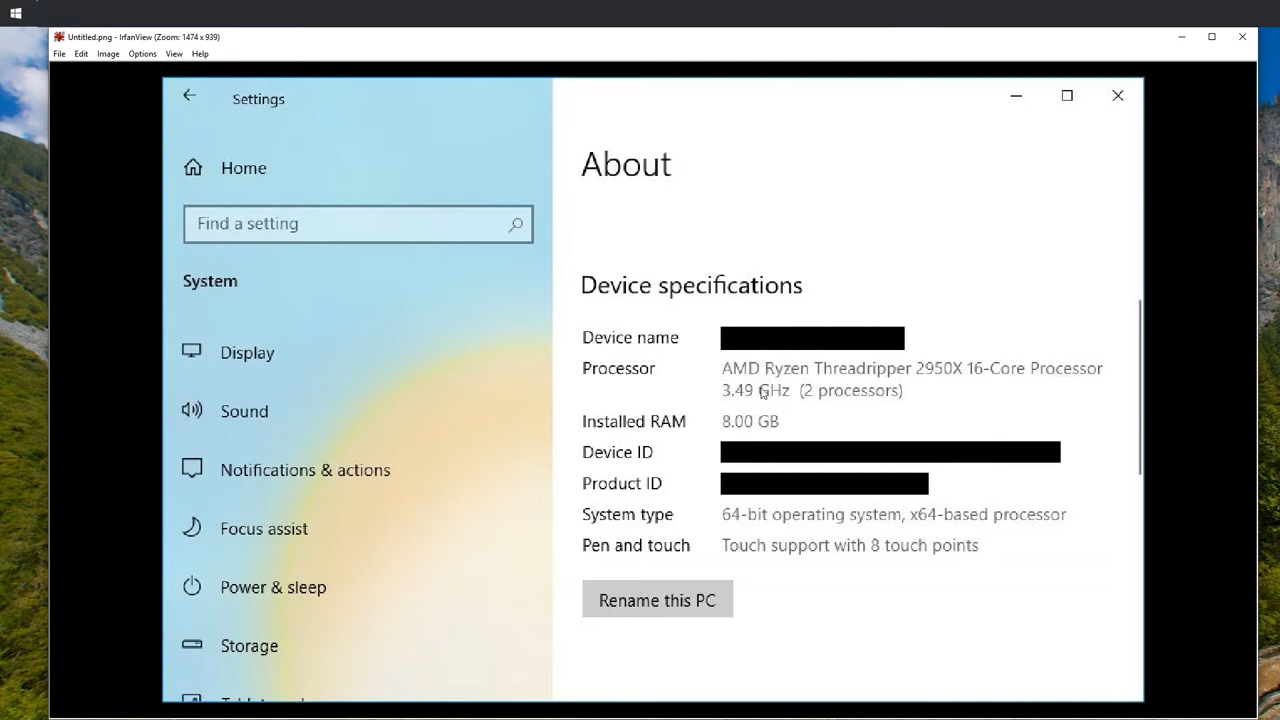 Untitled.png - IrfanView (Zoom: 1474 x 939)
File Edit Image Options View Help
Settings
Home
Find a setting
System
Display
Sound
Notifications & actions
Focus assist
Power & sleep
Storage
About
Device specifications
Device name
Processor AMD Ryzen Threadripper 2950X 16-Core Processor
3.49 GHz (2 processors)
Installed RAM 8.00 GB
Device ID
Product ID
System type 64-bit operating system, x64-based processor
Pen and touch Touch support with 8 touch points
Rename this PC